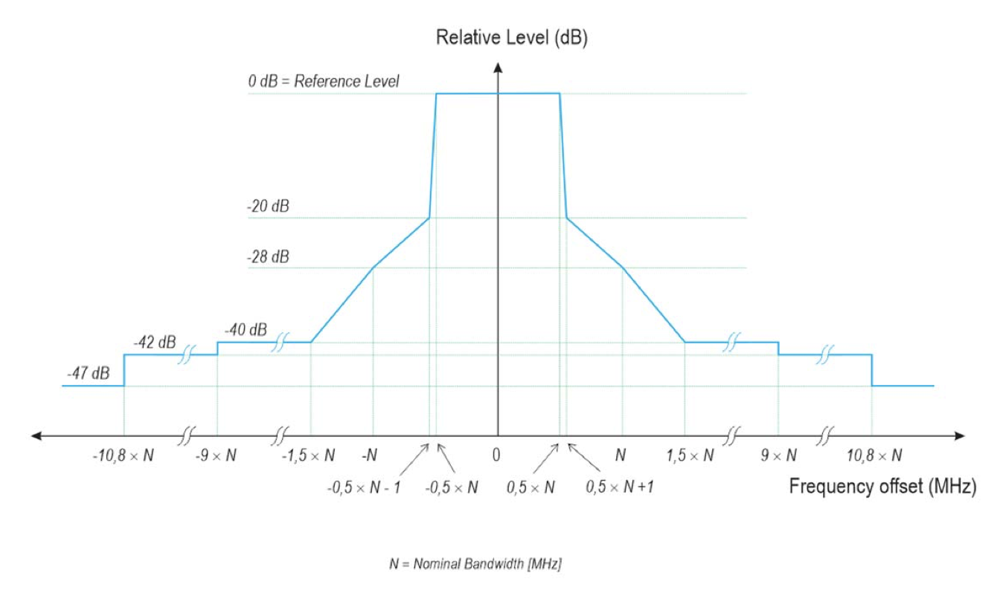 Relative Level (dB)
0 dB = Reference Level
-20 dB
-28 dB
-40 dB
-42 dB
-47 dB
-10,8 × N -9 × N -1,5 × N -N 0 N 1,5 × N 9 × N 10,8 × N
-0,5 × N - 1 -0,5 × N 0,5 × N 0,5 × N +1 Frequency offset (MHz)
N = Nominal Bandwidth [MHz]